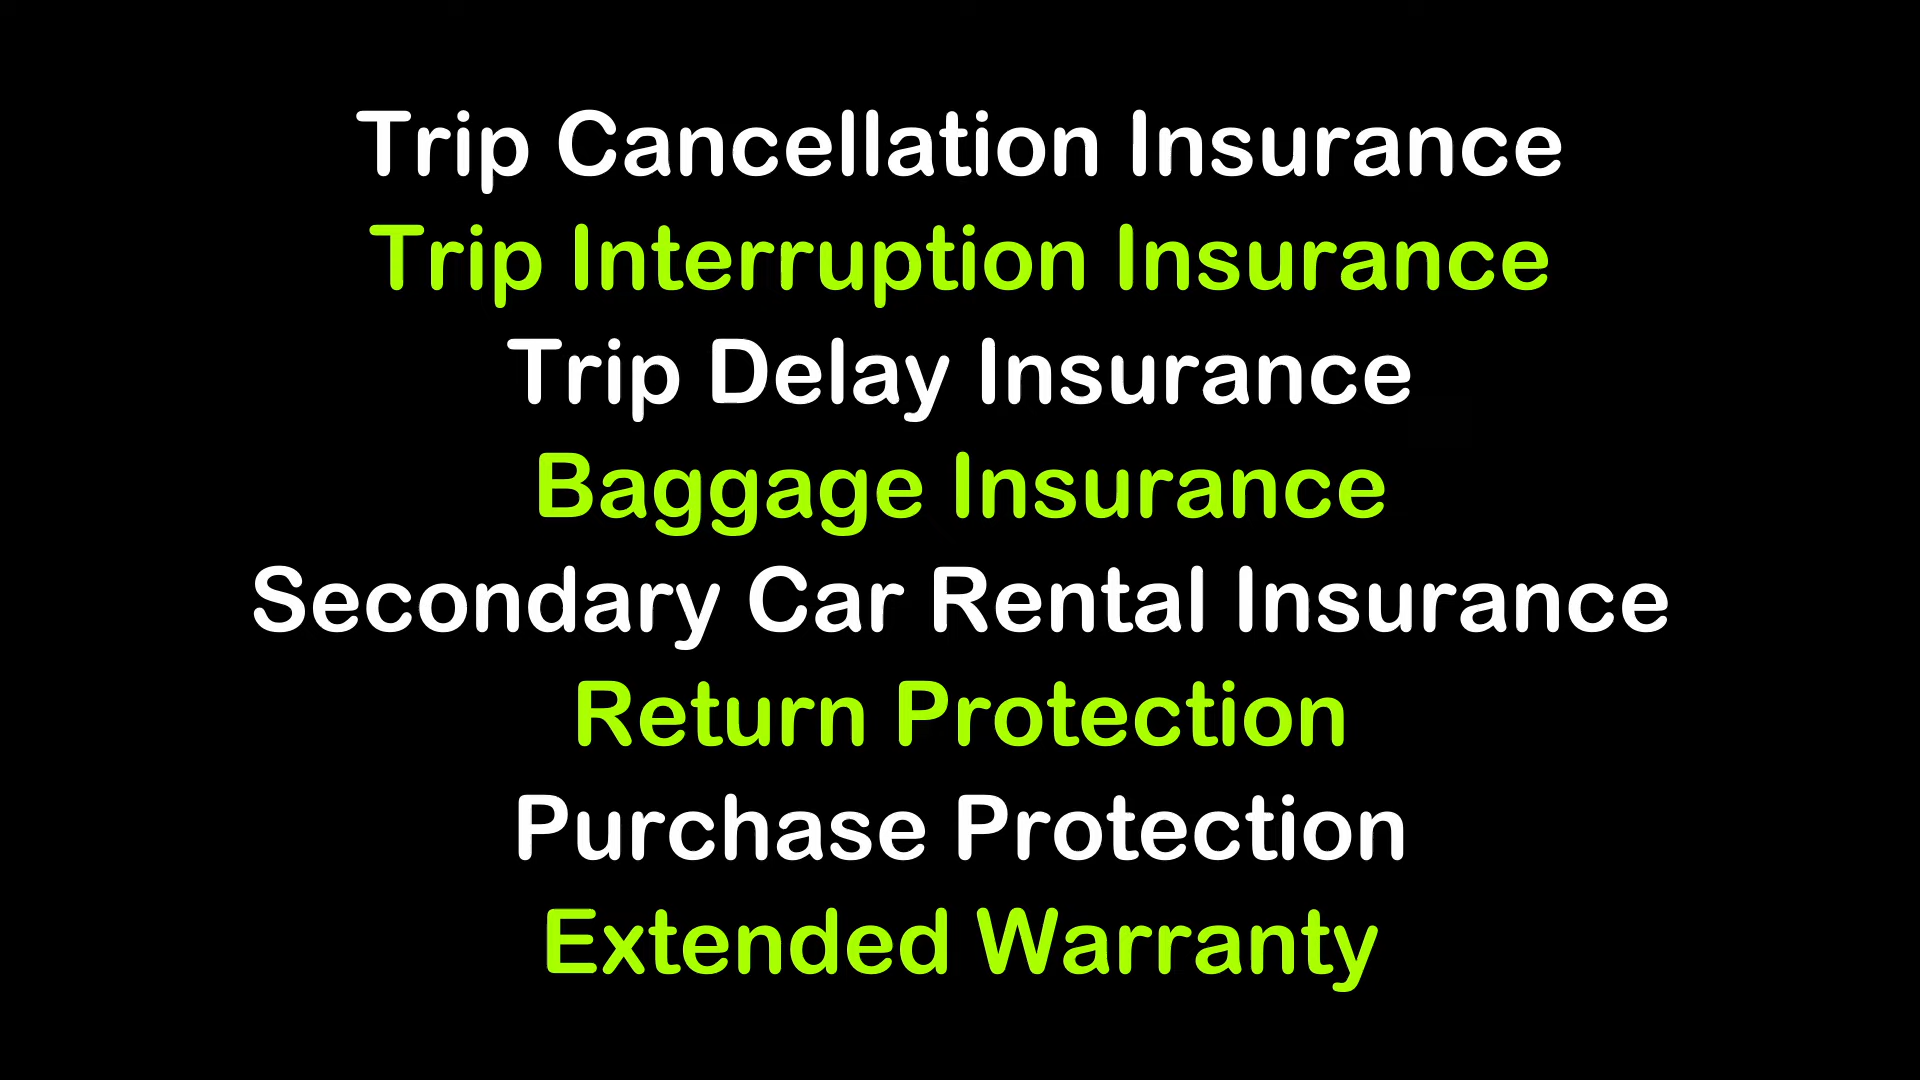 Trip Cancellation Insurance
Trip Interruption Insurance
Trip Delay Insurance
Baggage Insurance
Secondary Car Rental Insurance
Return Protection
Purchase Protection
Extended Warranty